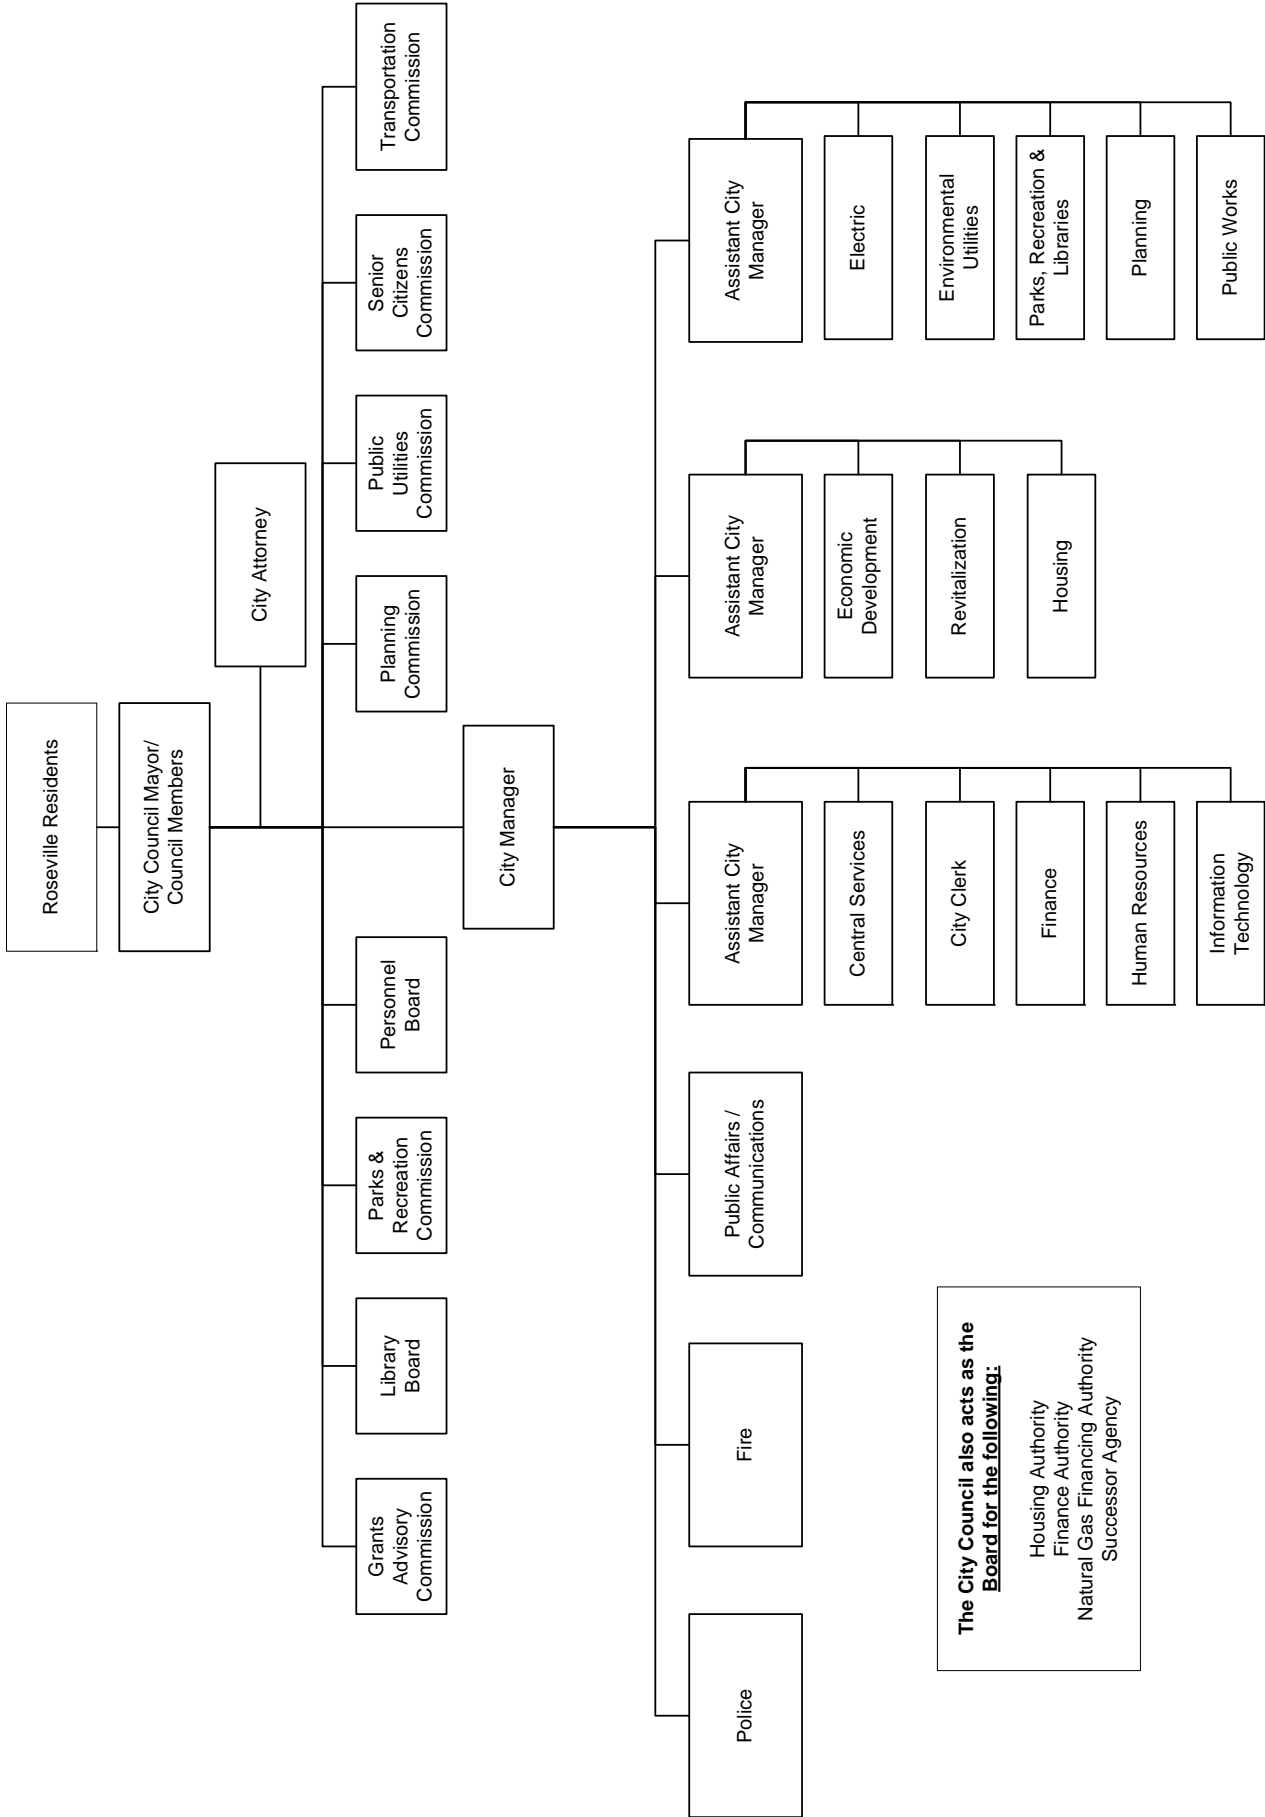 Roseville Residents
City Council Mayor/
Council Members
City Attorney
Grants
Advisory
Commission
Library
Board
Parks &
Recreation
Commission
Personnel
Board
Planning
Commission
Public
Utilities
Commission
Senior
Citizens
Commission
Transportation
Commission
City Manager
Police
Fire
Public Affairs /
Communications
Assistant City
Manager
Central Services
City Clerk
Finance
Human Resources
Information
Technology
Assistant City
Manager
Economic
Development
Revitalization
Housing
Assistant City
Manager
Electric
Environmental
Utilities
Parks, Recreation &
Libraries
Planning
Public Works
The City Council also acts as the
Board for the following:
Housing Authority
Finance Authority
Natural Gas Financing Authority
Successor Agency